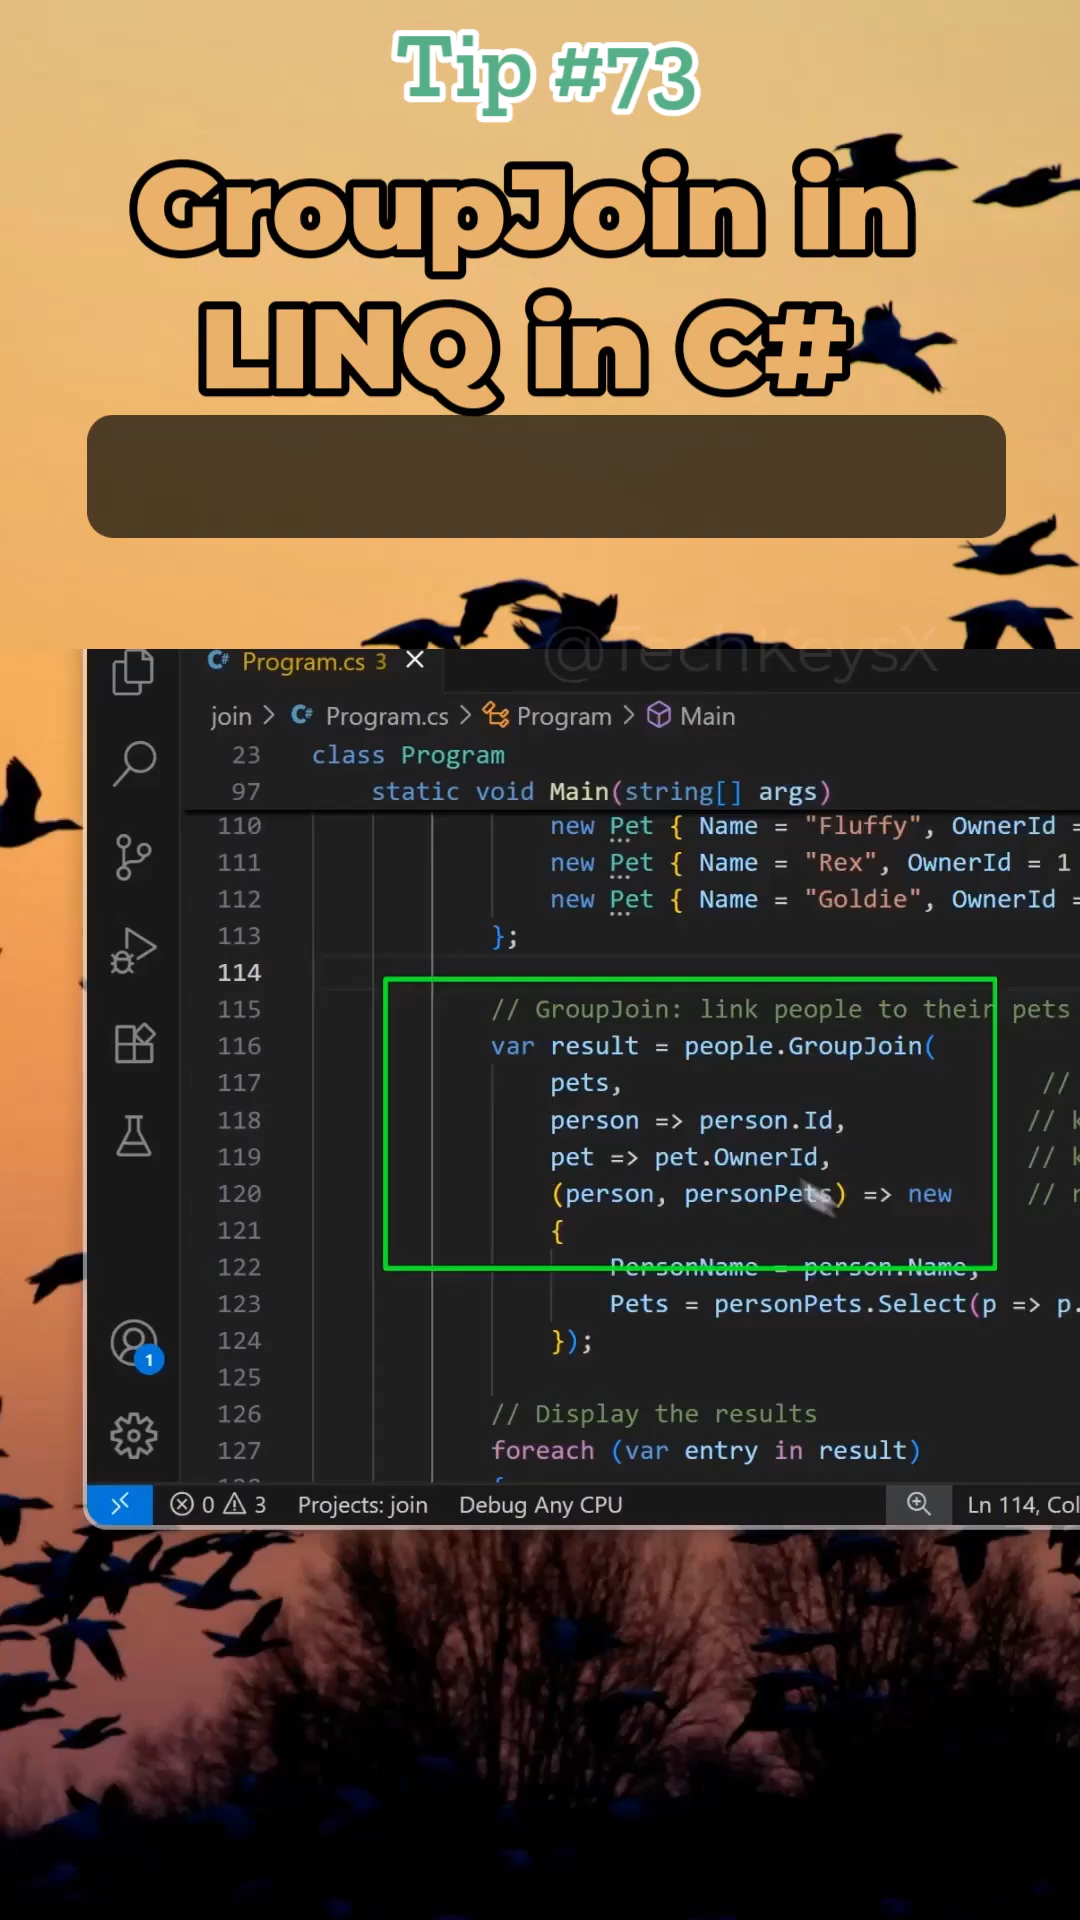 Tip #73
GroupJoin in
LINQ in C#
@TechKeysX
C# Program.cs 3
join > C# Program.cs > Program > Main
23 class Program
97 static void Main(string[] args)
110 new Pet { Name = "Fluffy", OwnerId =
111 new Pet { Name = "Rex", OwnerId = 1
112 new Pet { Name = "Goldie", OwnerId =
113 };
114
115 // GroupJoin: link people to their pets
116 var result = people.GroupJoin(
117 pets, //
118 person => person.Id, // k
119 pet => pet.OwnerId, // k
120 (person, personPets) => new // r
121 {
122 PersonName = person.Name,
123 Pets = personPets.Select(p => p.
124 });
125
126 // Display the results
127 foreach (var entry in result)
1
0 3 Projects: join Debug Any CPU Ln 114, Col